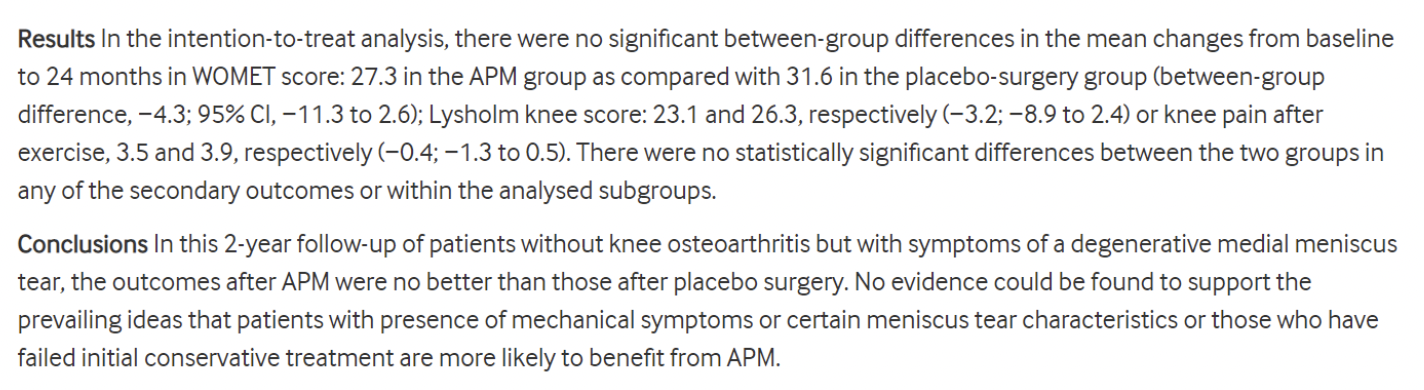 Results In the intention-to-treat analysis, there were no significant between-group differences in the mean changes from baseline
to 24 months in WOMET score: 27.3 in the APM group as compared with 31.6 in the placebo-surgery group (between-group
difference, −4.3; 95% CI, −11.3 to 2.6); Lysholm knee score: 23.1 and 26.3, respectively (−3.2; −8.9 to 2.4) or knee pain after
exercise, 3.5 and 3.9, respectively (−0.4; −1.3 to 0.5). There were no statistically significant differences between the two groups in
any of the secondary outcomes or within the analysed subgroups.
Conclusions In this 2-year follow-up of patients without knee osteoarthritis but with symptoms of a degenerative medial meniscus
tear, the outcomes after APM were no better than those after placebo surgery. No evidence could be found to support the
prevailing ideas that patients with presence of mechanical symptoms or certain meniscus tear characteristics or those who have
failed initial conservative treatment are more likely to benefit from APM.